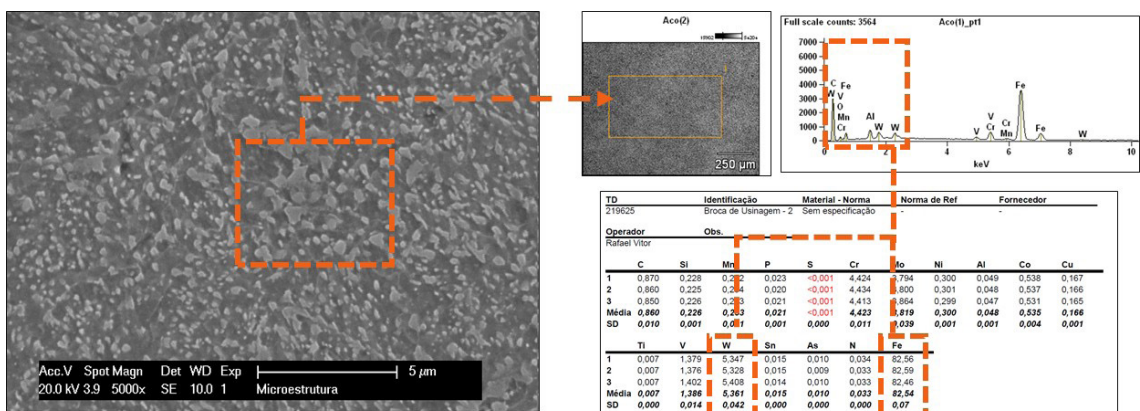 Acc.V Spot Magn Det WD Exp 5 µm
20.0 kV 3.9 5000x SE 10.0 1 Microestrutura
Aco(2)
250 µm
Full scale counts: 3564 Aco(1)_pt1
7000
6000
5000
4000
3000
2000
1000
0
C Fe
W V
O
Mn
Cr
Al
W
W
V
V
Cr
Cr
Mn
Fe
Fe
W
0 2 4 6 8 10
keV
TD Identificação Material - Norma Norma de Ref Fornecedor
219625 Broca de Usinagem - 2 Sem especificação - -
Operador Obs.
Rafael Vitor
C Si Mn P S Cr Mo Ni Al Co Cu
1 0,870 0,228 0,023 <0,001 4,424 0,300 0,049 0,538 0,167
2 0,860 0,225 0,020 <0,001 4,434 0,301 0,048 0,537 0,166
3 0,850 0,226 0,021 <0,001 4,413 0,299 0,047 0,531 0,165
Média 0,860 0,226 0,021 <0,001 4,423 0,300 0,048 0,535 0,166
SD 0,010 0,001 0,001 0,000 0,011 0,001 0,001 0,004 0,001
Ti V W Sn As N Fe
1 0,007 1,379 5,347 0,015 0,010 0,034 82,56
2 0,007 1,376 5,328 0,015 0,009 0,033 82,59
3 0,007 1,402 5,408 0,014 0,010 0,033 82,46
Média 0,007 1,386 5,361 0,015 0,010 0,033 82,54
SD 0,000 0,014 0,042 0,000 0,000 0,000 0,07